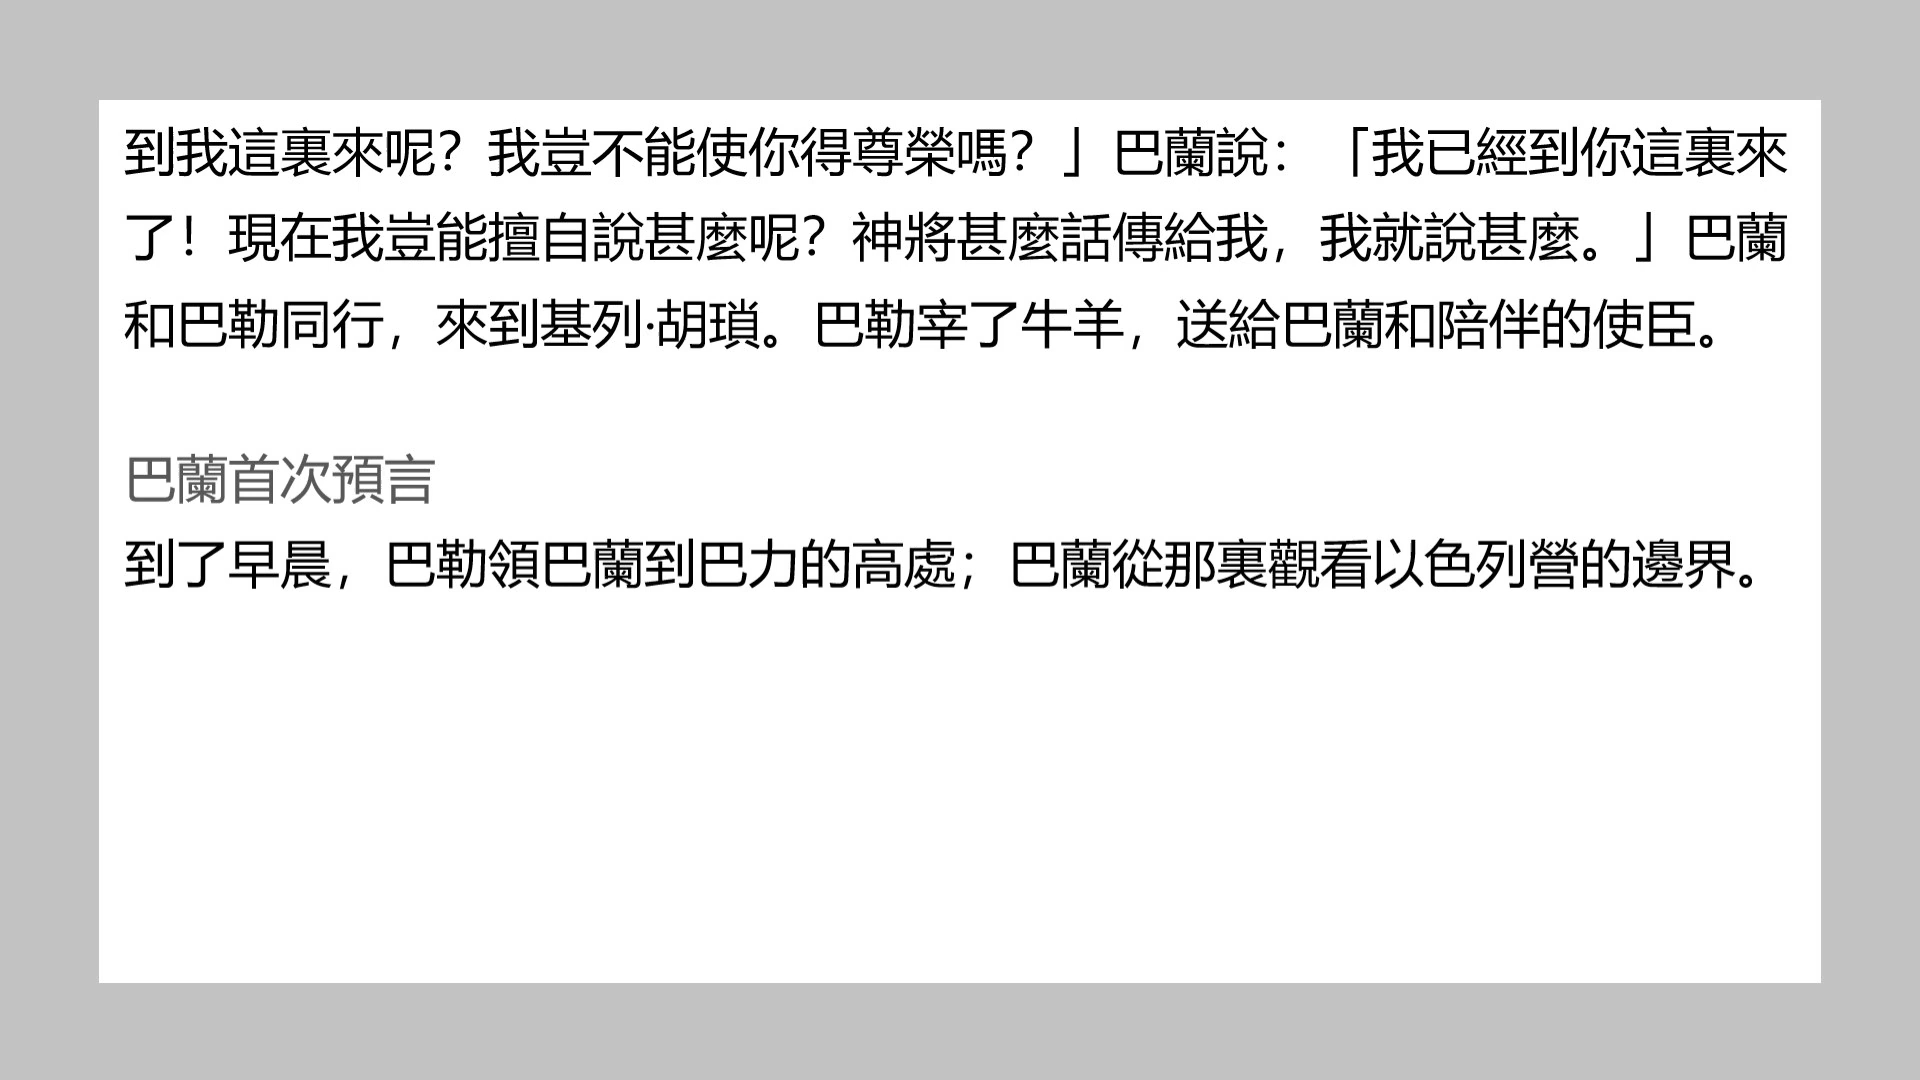 到我這裏來呢？我豈不能使你得尊榮嗎？」巴蘭說：「我已經到你這裏來
了！現在我豈能擅自說甚麼呢？神將甚麼話傳給我，我就說甚麼。」巴蘭
和巴勒同行，來到基列·胡瑣。巴勒宰了牛羊，送給巴蘭和陪伴的使臣。
巴蘭首次預言
到了早晨，巴勒領巴蘭到巴力的高處；巴蘭從那裏觀看以色列營的邊界。